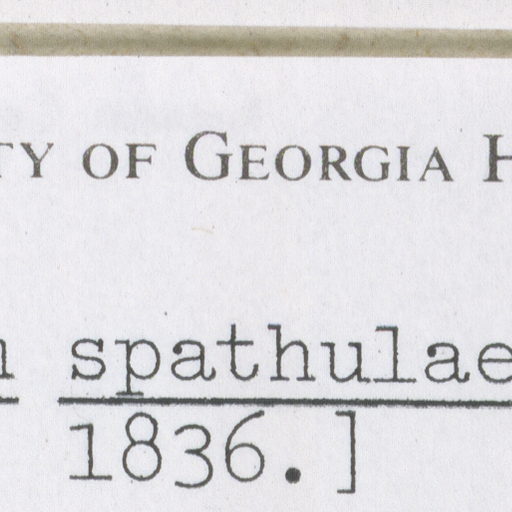 TY OF GEORGIA H
spathulae
1836.]